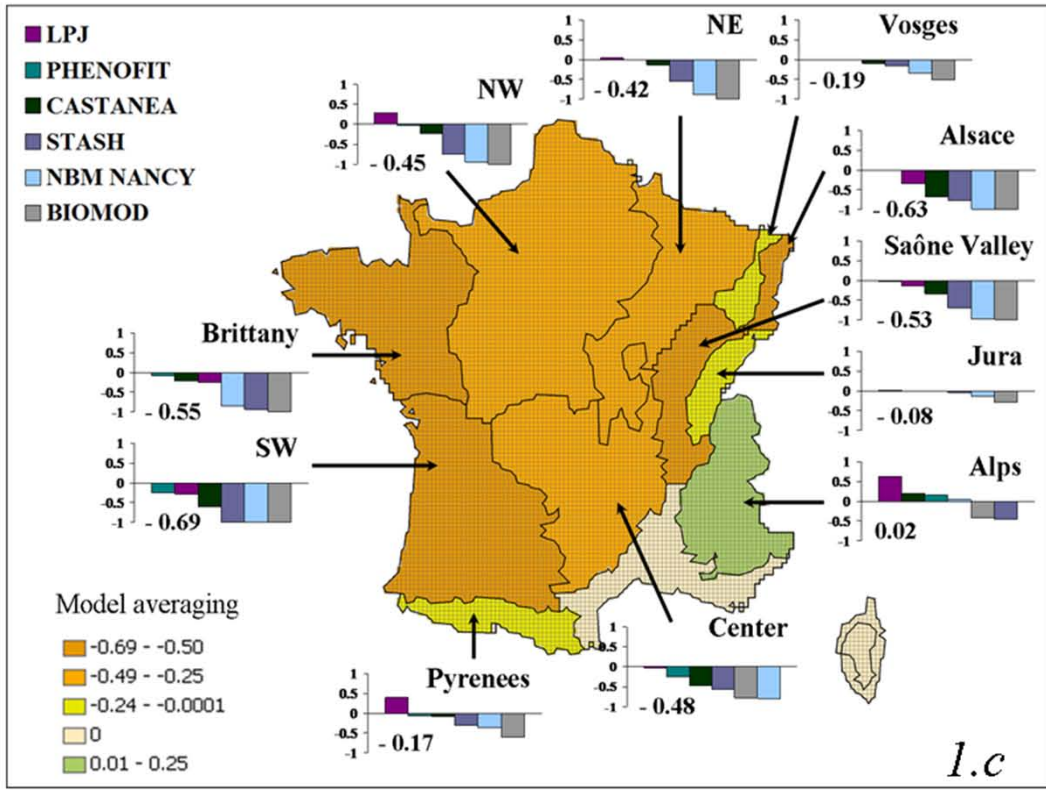 LPJ
PHENOFIT
CASTANEA
STASH
NBM NANCY
BIOMOD
NW
1
0.5
0
-0.5
-1
- 0.45
NE
1
0.5
0
-0.5
-1
- 0.42
Vosges
1
0.5
0
-0.5
-1
- 0.19
Alsace
1
0.5
0
-0.5
-1
- 0.63
Saône Valley
1
0.5
0
-0.5
-1
- 0.53
Jura
1
0.5
0
-0.5
-1
- 0.08
Alps
1
0.5
0
-0.5
-1
0.02
Brittany
1
0.5
0
-0.5
-1
- 0.55
SW
1
0.5
0
-0.5
-1
- 0.69
Pyrenees
1
0.5
0
-0.5
-1
- 0.17
Center
1
0.5
0
-0.5
-1
- 0.48
Model averaging
-0.69 - -0.50
-0.49 - -0.25
-0.24 - -0.0001
0
0.01 - 0.25
1.c